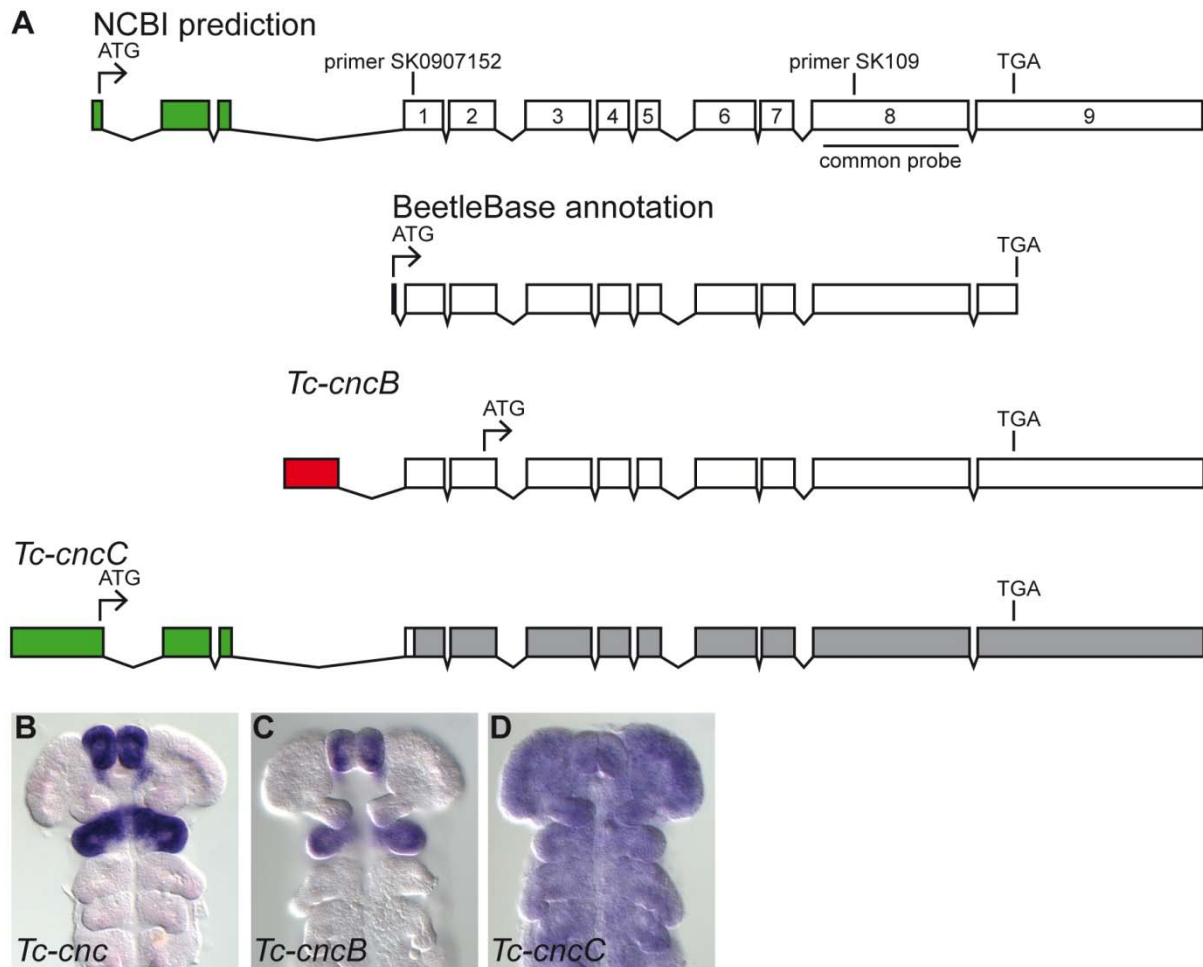 A
NCBI prediction
ATG
primer SK0907152
primer SK109
TGA
1 2 3 4 5 6 7 8 9
common probe
BeetleBase annotation
ATG
TGA
Tc-cncB
ATG
TGA
Tc-cncC
ATG
TGA
B
Tc-cnc
C
Tc-cncB
D
Tc-cncC